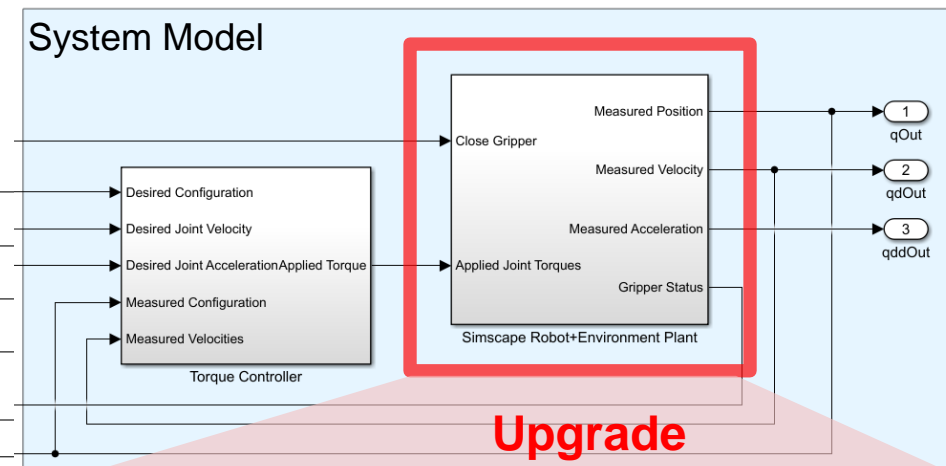 System Model
Close Gripper
Applied Joint Torques
Measured Position
Measured Velocity
Measured Acceleration
Gripper Status
Simscape Robot+Environment Plant
1
qOut
2
qdOut
3
qddOut
Desired Configuration
Desired Joint Velocity
Desired Joint Acceleration
Applied Torque
Measured Configuration
Measured Velocities
Torque Controller
Upgrade